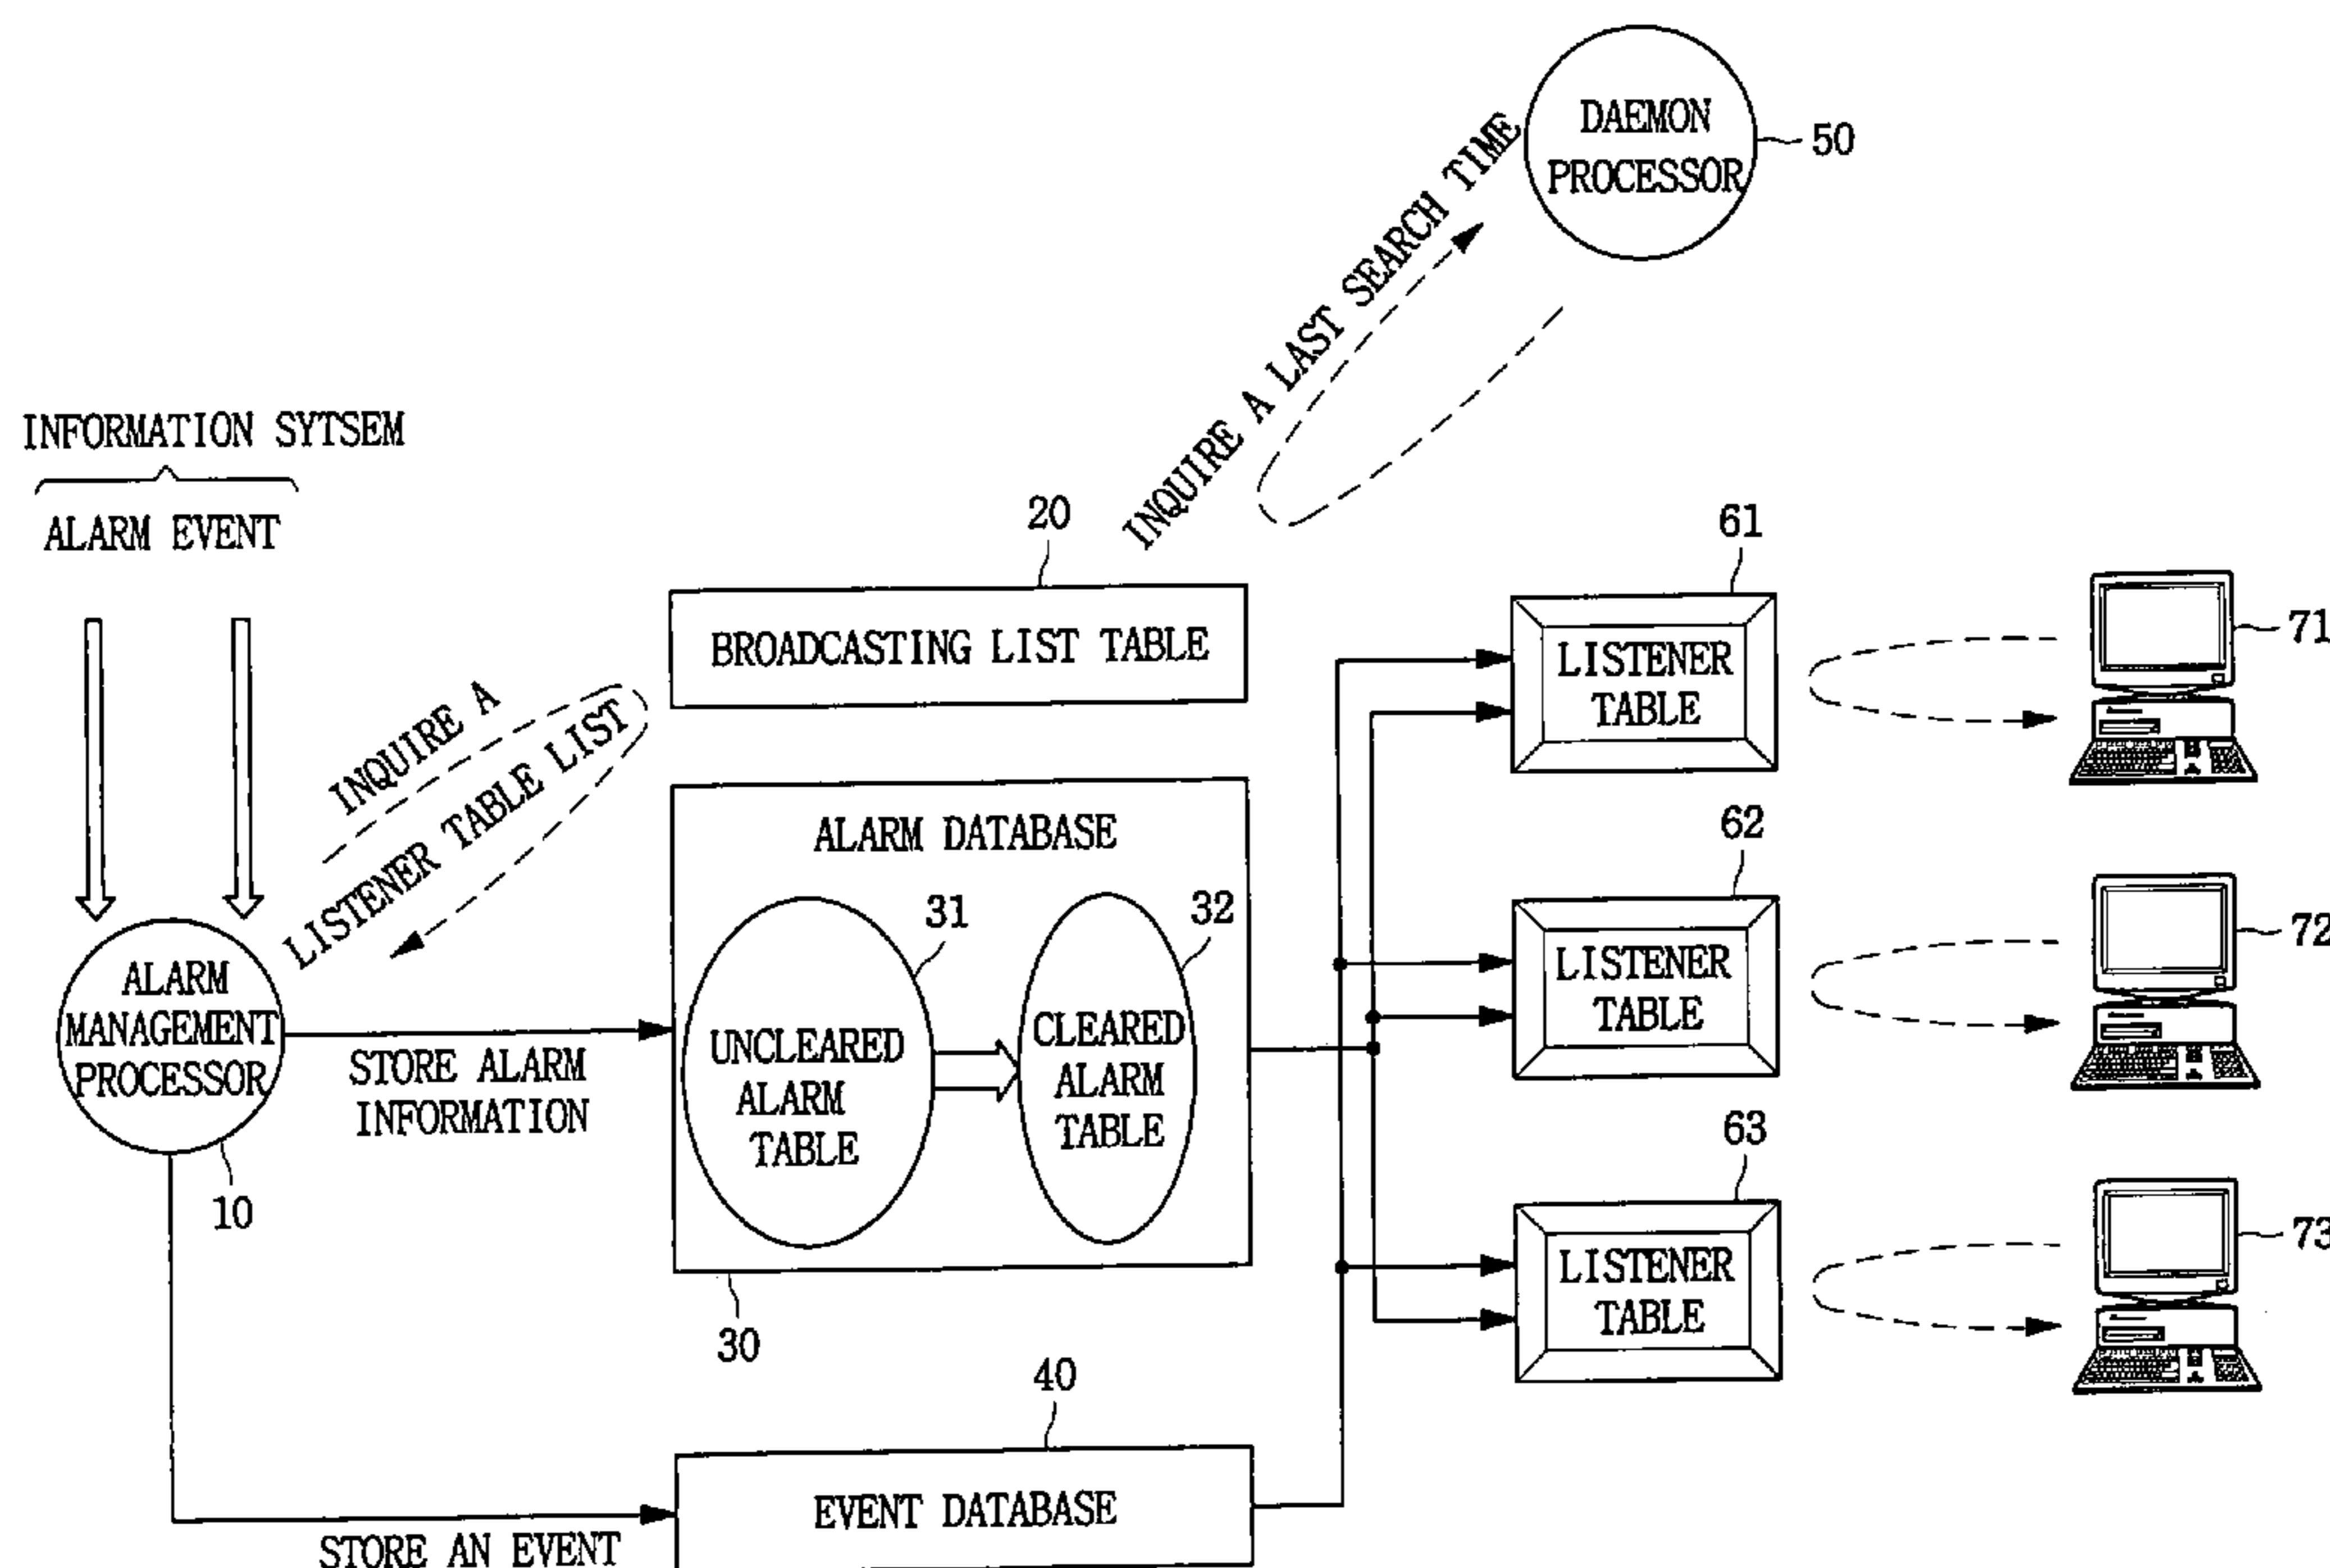 DAEMON
PROCESSOR
50
INQUIRE A LAST SEARCH TIME
INFORMATION SYTSEM
ALARM EVENT
20
BROADCASTING LIST TABLE
INQUIRE A
LISTENER TABLE LIST
61
LISTENER
TABLE
71
ALARM DATABASE
31
32
UNCLEARED
ALARM
TABLE
CLEARED
ALARM
TABLE
30
62
LISTENER
TABLE
72
ALARM
MANAGEMENT
PROCESSOR
10
STORE ALARM
INFORMATION
63
LISTENER
TABLE
73
40
EVENT DATABASE
STORE AN EVENT